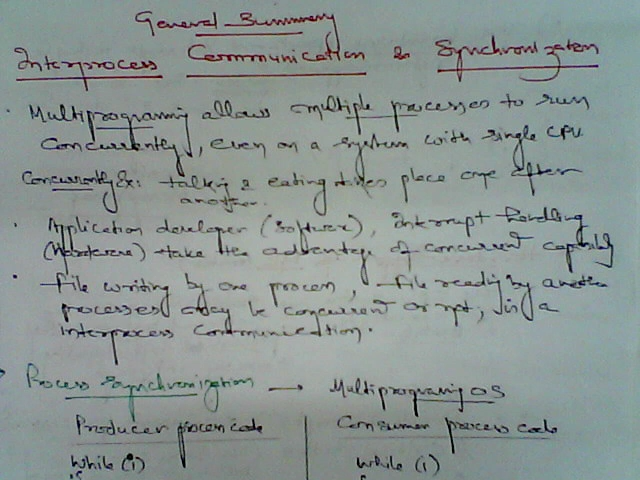 General Summary
Interprocess Communication & Synchronization
Multiprograming allows multiple processes to run
concurrently, even on a system with single CPU
Concurrently Ex: talking & eating takes place one after
another.
Application developer (software), Interrupt handling
(Hardware) take the advantage of concurrent capability
File writing by one process, File reading by another
processes may be concurrent or not, is a
interprocess communication.
Process Synchronization → Multiprograming OS
Producer process code
Consumer process code
While (1)
While (1)